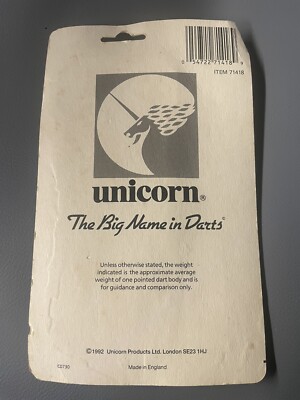 54722 71418
ITEM 71418
unicorn®
The Big Name in Darts®
Unless otherwise stated, the weight
indicated is the approximate average
weight of one pointed dart body and is
for guidance and comparison only.
©1992 Unicorn Products Ltd. London SE23 1HJ
Made in England